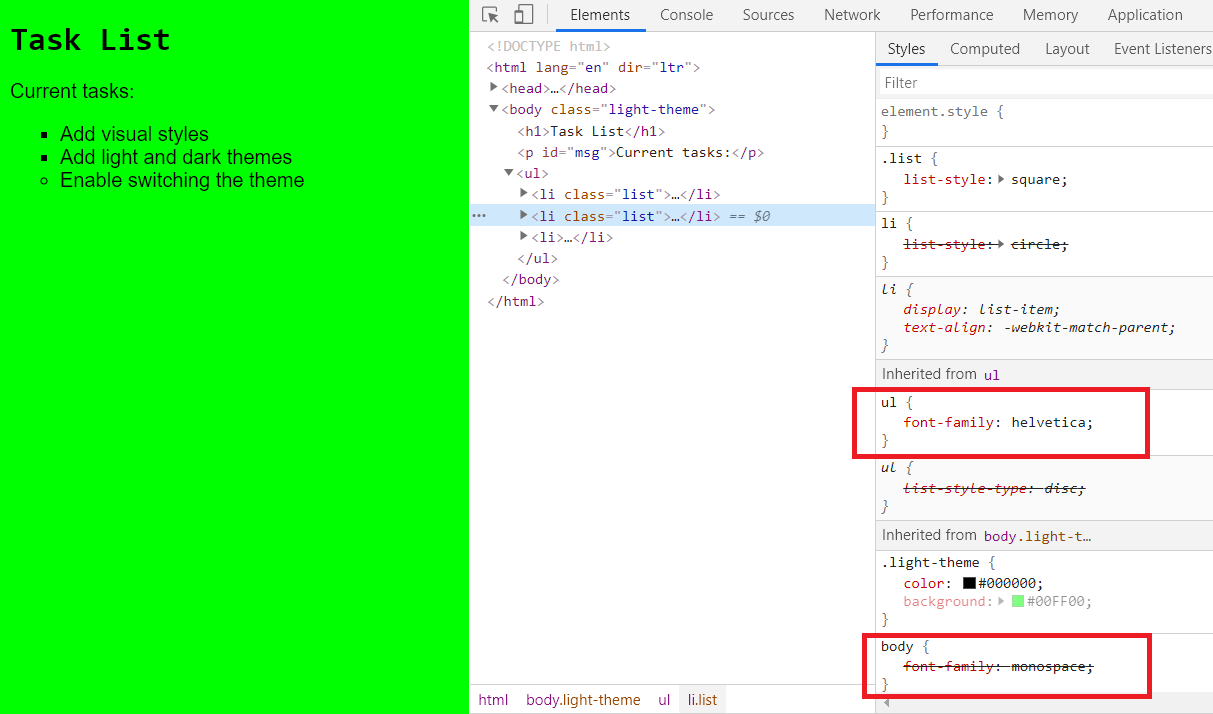 Task List
Current tasks:
Add visual styles
Add light and dark themes
Enable switching the theme
Elements Console Sources Network Performance Memory Application
<!DOCTYPE html>
<html lang="en" dir="ltr">
<head>…</head>
<body class="light-theme">
<h1>Task List</h1>
<p id="msg">Current tasks:</p>
<ul>
<li class="list">…</li>
<li class="list">…</li> == $0
<li>…</li>
</ul>
</body>
</html>
html body.light-theme ul li.list
Styles Computed Layout Event Listeners
Filter
element.style {
}
.list {
list-style: square;
}
li {
list-style: circle;
}
li {
display: list-item;
text-align: -webkit-match-parent;
}
Inherited from ul
ul {
font-family: helvetica;
}
ul {
list-style-type: disc;
}
Inherited from body.light-t…
.light-theme {
color: #000000;
background: #00FF00;
}
body {
font-family: monospace;
}